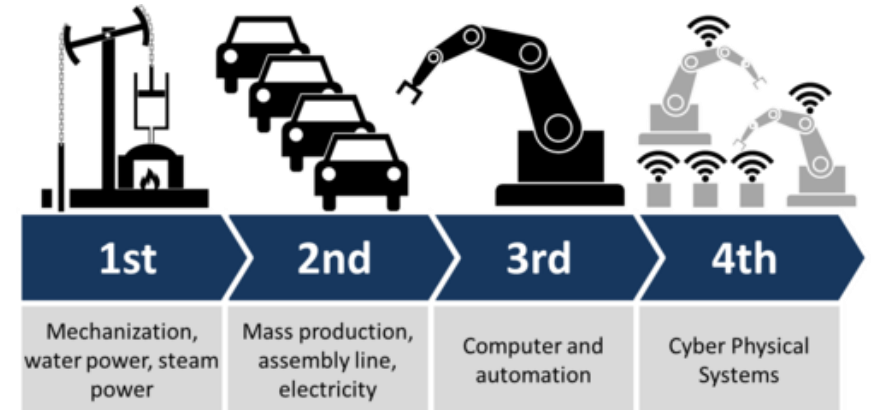 1st
2nd
3rd
4th
Mechanization,
water power, steam
power
Mass production,
assembly line,
electricity
Computer and
automation
Cyber Physical
Systems